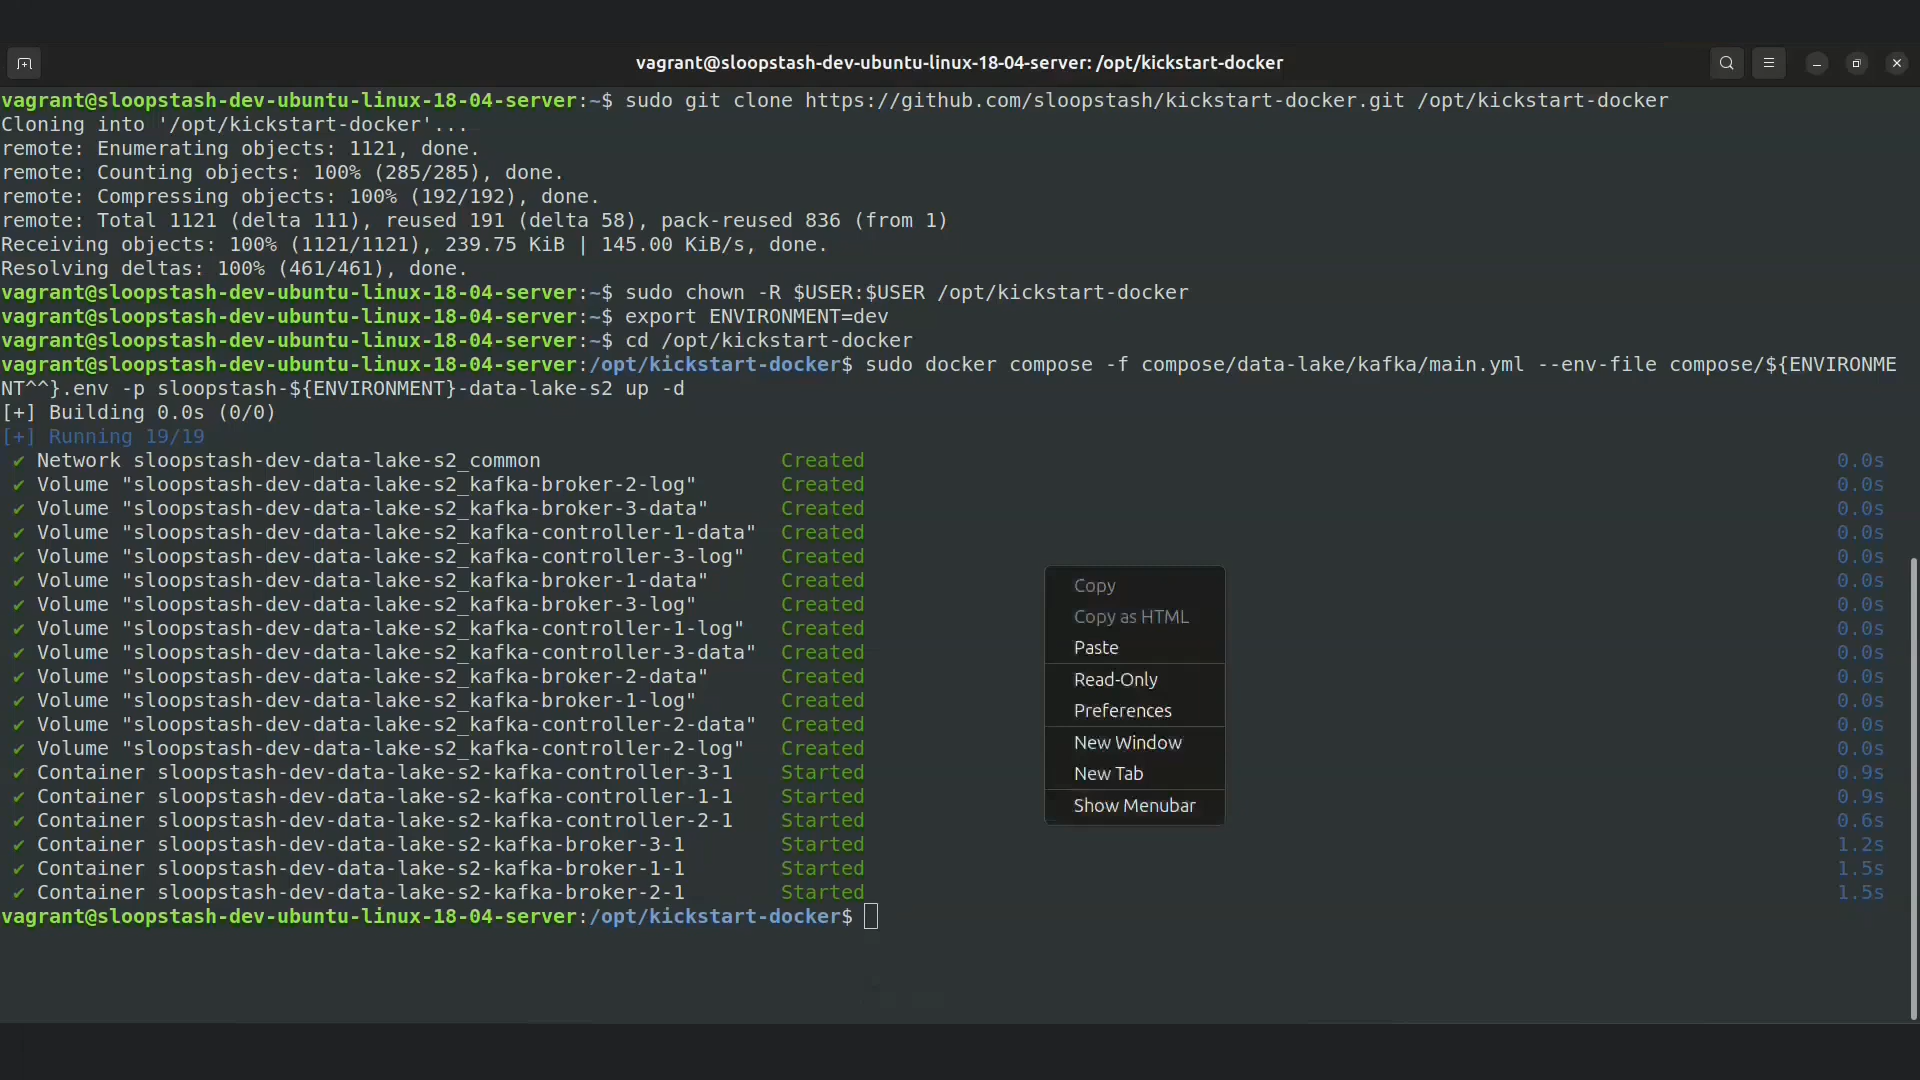 vagrant@sloopstash-dev-ubuntu-linux-18-04-server: /opt/kickstart-docker
vagrant@sloopstash-dev-ubuntu-linux-18-04-server:~$ sudo git clone https://github.com/sloopstash/kickstart-docker.git /opt/kickstart-docker
Cloning into '/opt/kickstart-docker'...
remote: Enumerating objects: 1121, done.
remote: Counting objects: 100% (285/285), done.
remote: Compressing objects: 100% (192/192), done.
remote: Total 1121 (delta 111), reused 191 (delta 58), pack-reused 836 (from 1)
Receiving objects: 100% (1121/1121), 239.75 KiB | 145.00 KiB/s, done.
Resolving deltas: 100% (461/461), done.
vagrant@sloopstash-dev-ubuntu-linux-18-04-server:~$ sudo chown -R $USER:$USER /opt/kickstart-docker
vagrant@sloopstash-dev-ubuntu-linux-18-04-server:~$ export ENVIRONMENT=dev
vagrant@sloopstash-dev-ubuntu-linux-18-04-server:~$ cd /opt/kickstart-docker
vagrant@sloopstash-dev-ubuntu-linux-18-04-server:/opt/kickstart-docker$ sudo docker compose -f compose/data-lake/kafka/main.yml --env-file compose/${ENVIRONME
NT^^}.env -p sloopstash-${ENVIRONMENT}-data-lake-s2 up -d
[+] Building 0.0s (0/0)
[+] Running 19/19
✔ Network sloopstash-dev-data-lake-s2_common Created 0.0s
✔ Volume "sloopstash-dev-data-lake-s2_kafka-broker-2-log" Created 0.0s
✔ Volume "sloopstash-dev-data-lake-s2_kafka-broker-3-data" Created 0.0s
✔ Volume "sloopstash-dev-data-lake-s2_kafka-controller-1-data" Created 0.0s
✔ Volume "sloopstash-dev-data-lake-s2_kafka-controller-3-log" Created 0.0s
✔ Volume "sloopstash-dev-data-lake-s2_kafka-broker-1-data" Created 0.0s
✔ Volume "sloopstash-dev-data-lake-s2_kafka-broker-3-log" Created 0.0s
✔ Volume "sloopstash-dev-data-lake-s2_kafka-controller-1-log" Created 0.0s
✔ Volume "sloopstash-dev-data-lake-s2_kafka-controller-3-data" Created 0.0s
✔ Volume "sloopstash-dev-data-lake-s2_kafka-broker-2-data" Created 0.0s
✔ Volume "sloopstash-dev-data-lake-s2_kafka-broker-1-log" Created 0.0s
✔ Volume "sloopstash-dev-data-lake-s2_kafka-controller-2-data" Created 0.0s
✔ Volume "sloopstash-dev-data-lake-s2_kafka-controller-2-log" Created 0.0s
✔ Container sloopstash-dev-data-lake-s2-kafka-controller-3-1 Started 0.9s
✔ Container sloopstash-dev-data-lake-s2-kafka-controller-1-1 Started 0.9s
✔ Container sloopstash-dev-data-lake-s2-kafka-controller-2-1 Started 0.6s
✔ Container sloopstash-dev-data-lake-s2-kafka-broker-3-1 Started 1.2s
✔ Container sloopstash-dev-data-lake-s2-kafka-broker-1-1 Started 1.5s
✔ Container sloopstash-dev-data-lake-s2-kafka-broker-2-1 Started 1.5s
vagrant@sloopstash-dev-ubuntu-linux-18-04-server:/opt/kickstart-docker$
Copy
Copy as HTML
Paste
Read-Only
Preferences
New Window
New Tab
Show Menubar